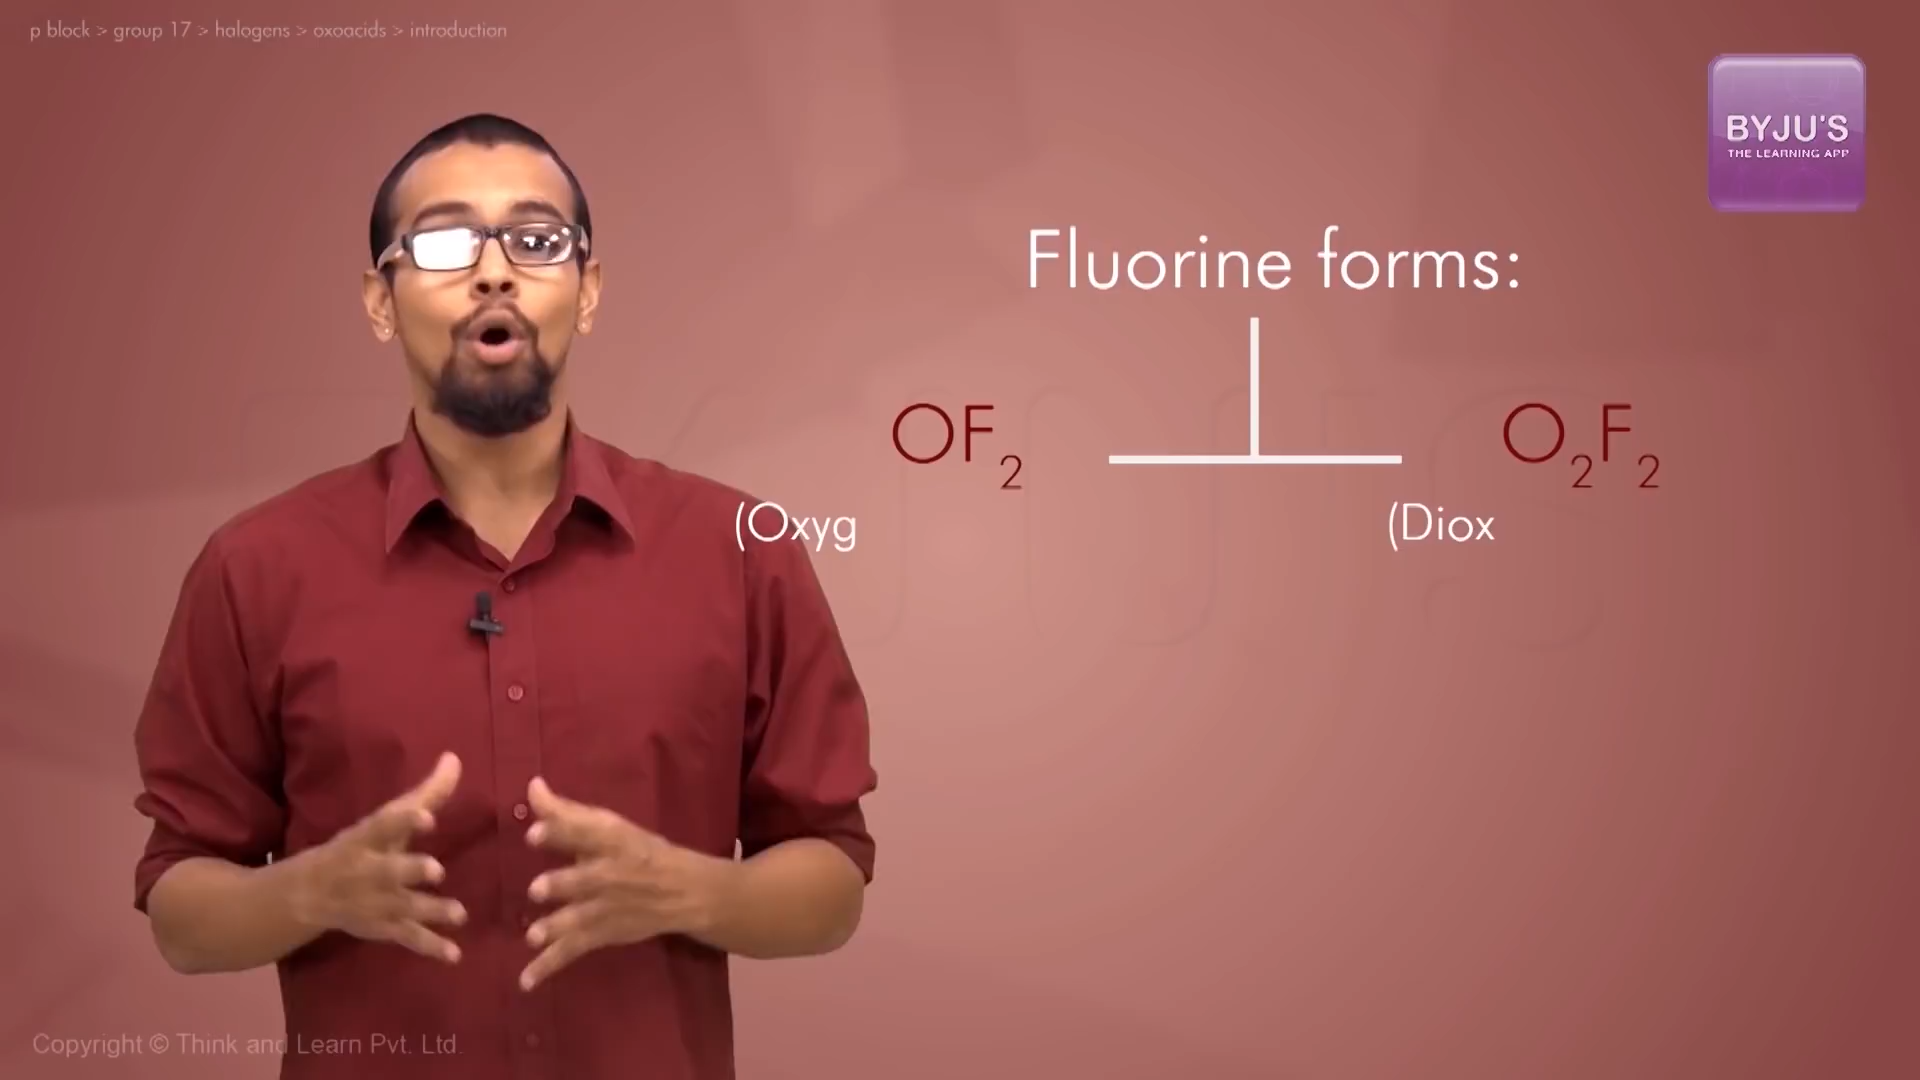 p block > group 17 > halogens > oxoacids > introduction
BYJU'S
THE LEARNING APP
Fluorine forms:
OF₂
O₂F₂
(Oxyg
(Diox
Copyright © Think and Learn Pvt. Ltd.